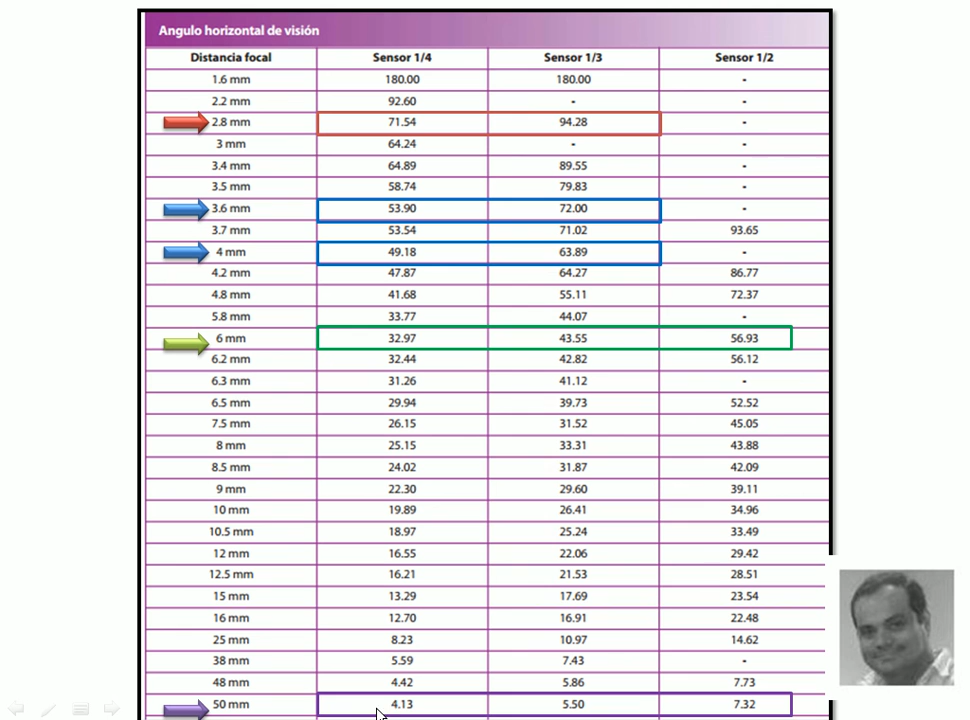 Angulo horizontal de visión
Distancia focal Sensor 1/4 Sensor 1/3 Sensor 1/2
1.6 mm 180.00 180.00 -
2.2 mm 92.60 - -
2.8 mm 71.54 94.28 -
3 mm 64.24 - -
3.4 mm 64.89 89.55 -
3.5 mm 58.74 79.83 -
3.6 mm 53.90 72.00 -
3.7 mm 53.54 71.02 93.65
4 mm 49.18 63.89 -
4.2 mm 47.87 64.27 86.77
4.8 mm 41.68 55.11 72.37
5.8 mm 33.77 44.07 -
6 mm 32.97 43.55 56.93
6.2 mm 32.44 42.82 56.12
6.3 mm 31.26 41.12 -
6.5 mm 29.94 39.73 52.52
7.5 mm 26.15 31.52 45.05
8 mm 25.15 33.31 43.88
8.5 mm 24.02 31.87 42.09
9 mm 22.30 29.60 39.11
10 mm 19.89 26.41 34.96
10.5 mm 18.97 25.24 33.49
12 mm 16.55 22.06 29.42
12.5 mm 16.21 21.53 28.51
15 mm 13.29 17.69 23.54
16 mm 12.70 16.91 22.48
25 mm 8.23 10.97 14.62
38 mm 5.59 7.43 -
48 mm 4.42 5.86 7.73
50 mm 4.13 5.50 7.32